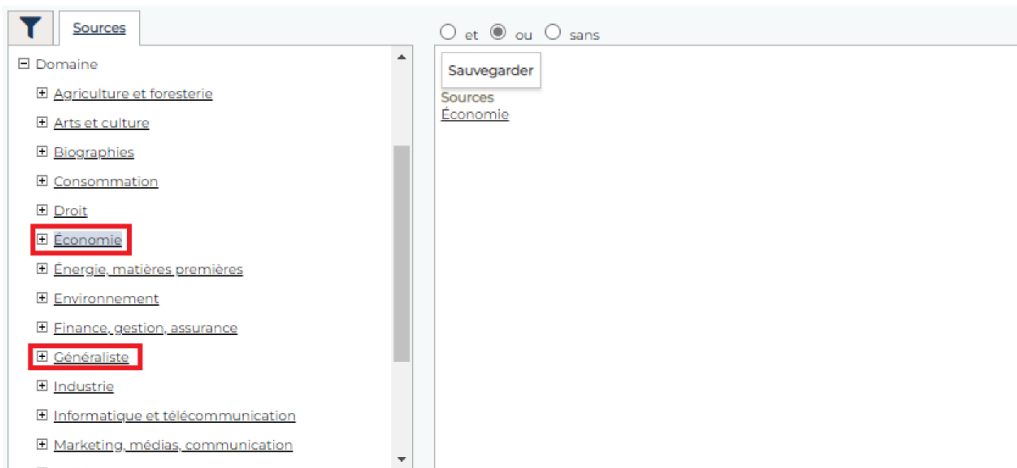 Sources
et ou sans
Domaine
Agriculture et foresterie
Arts et culture
Biographies
Consommation
Droit
Économie
Énergie, matières premières
Environnement
Finance, gestion, assurance
Généraliste
Industrie
Informatique et télécommunication
Marketing, médias, communication
Sauvegarder
Sources
Économie